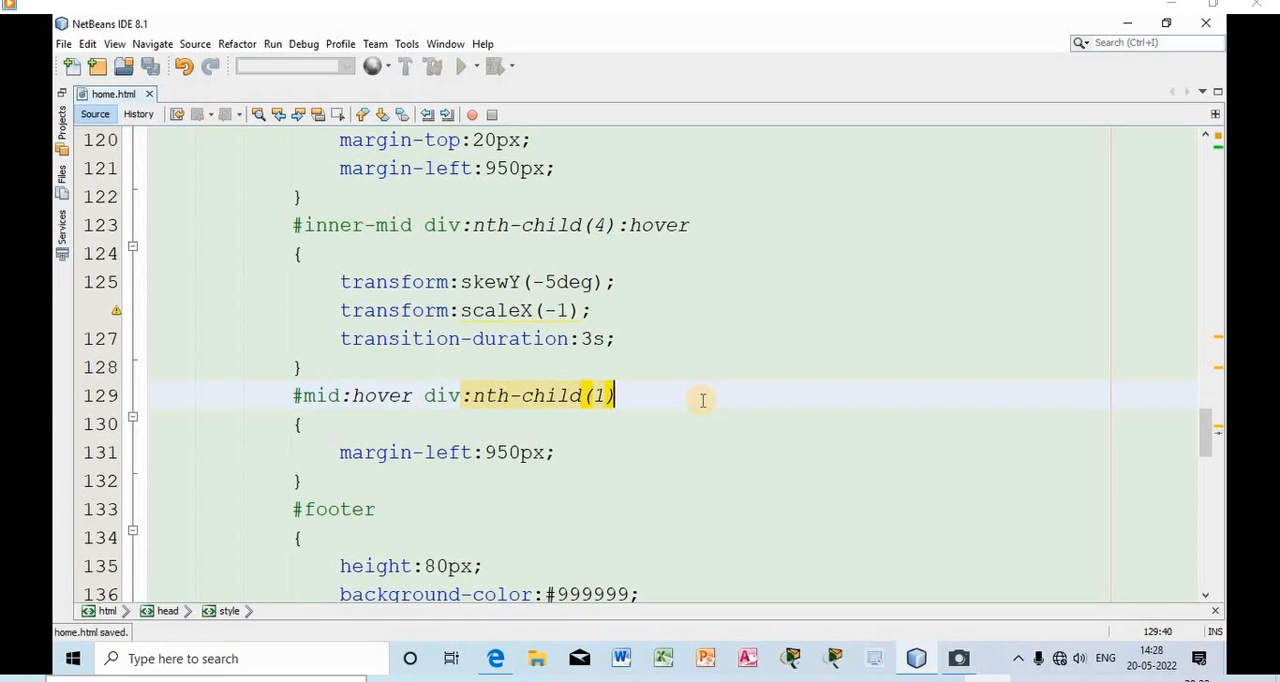 NetBeans IDE 8.1
File Edit View Navigate Source Refactor Run Debug Profile Team Tools Window Help
Search (Ctrl+I)
home.html
Source History
Projects
Files
Services
120 margin-top:20px;
121 margin-left:950px;
122 }
123 #inner-mid div:nth-child(4):hover
124 {
125 transform:skewY(-5deg);
transform:scaleX(-1);
127 transition-duration:3s;
128 }
129 #mid:hover div:nth-child(1)
130 {
131 margin-left:950px;
132 }
133 #footer
134 {
135 height:80px;
136 background-color:#999999;
html head style
home.html saved.
129:40 INS
Type here to search
ENG
14:28
20-05-2022